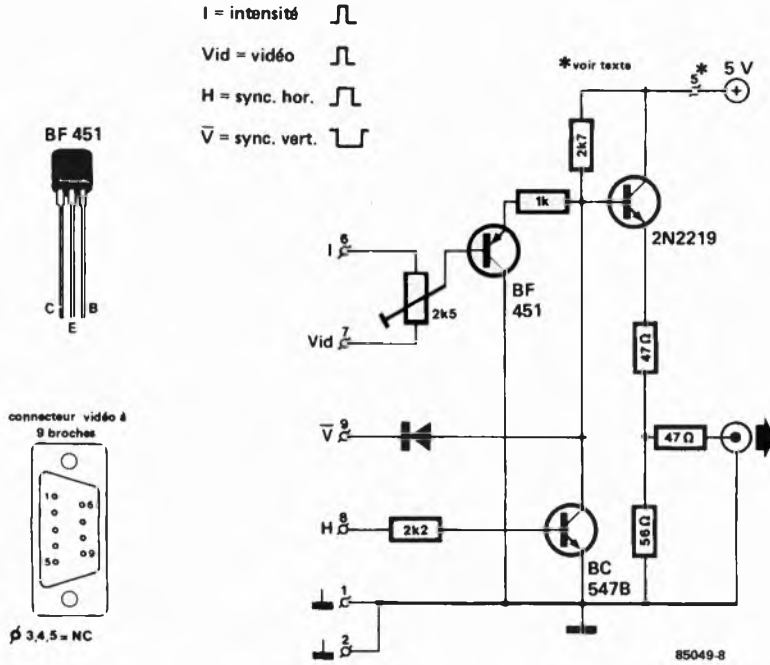 I = intensité
Vid = vidéo
H = sync. hor.
V̅ = sync. vert.
*voir texte
5*
5 V
+
BF 451
C
E
B
2k7
1k
2N2219
I 6
2k5
BF
451
Vid 7
47Ω
V̅ 9
47Ω
H 8
2k2
BC
547B
56Ω
1
2
connecteur vidéo à
9 broches
1
6
5
9
ϕ 3,4,5 = NC
85049-8